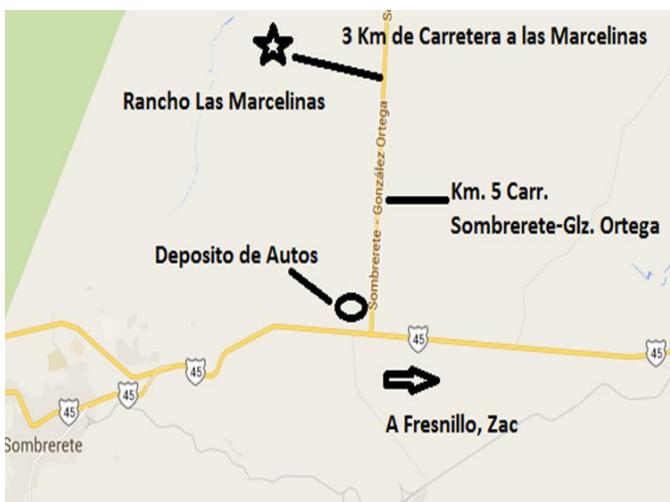 S
3 Km de Carretera a las Marcelinas
Rancho Las Marcelinas
Sombrerete - González Ortega
Km. 5 Carr.
Sombrerete-Glz. Ortega
Deposito de Autos
45
45
45
45
45
A Fresnillo, Zac
Sombrerete